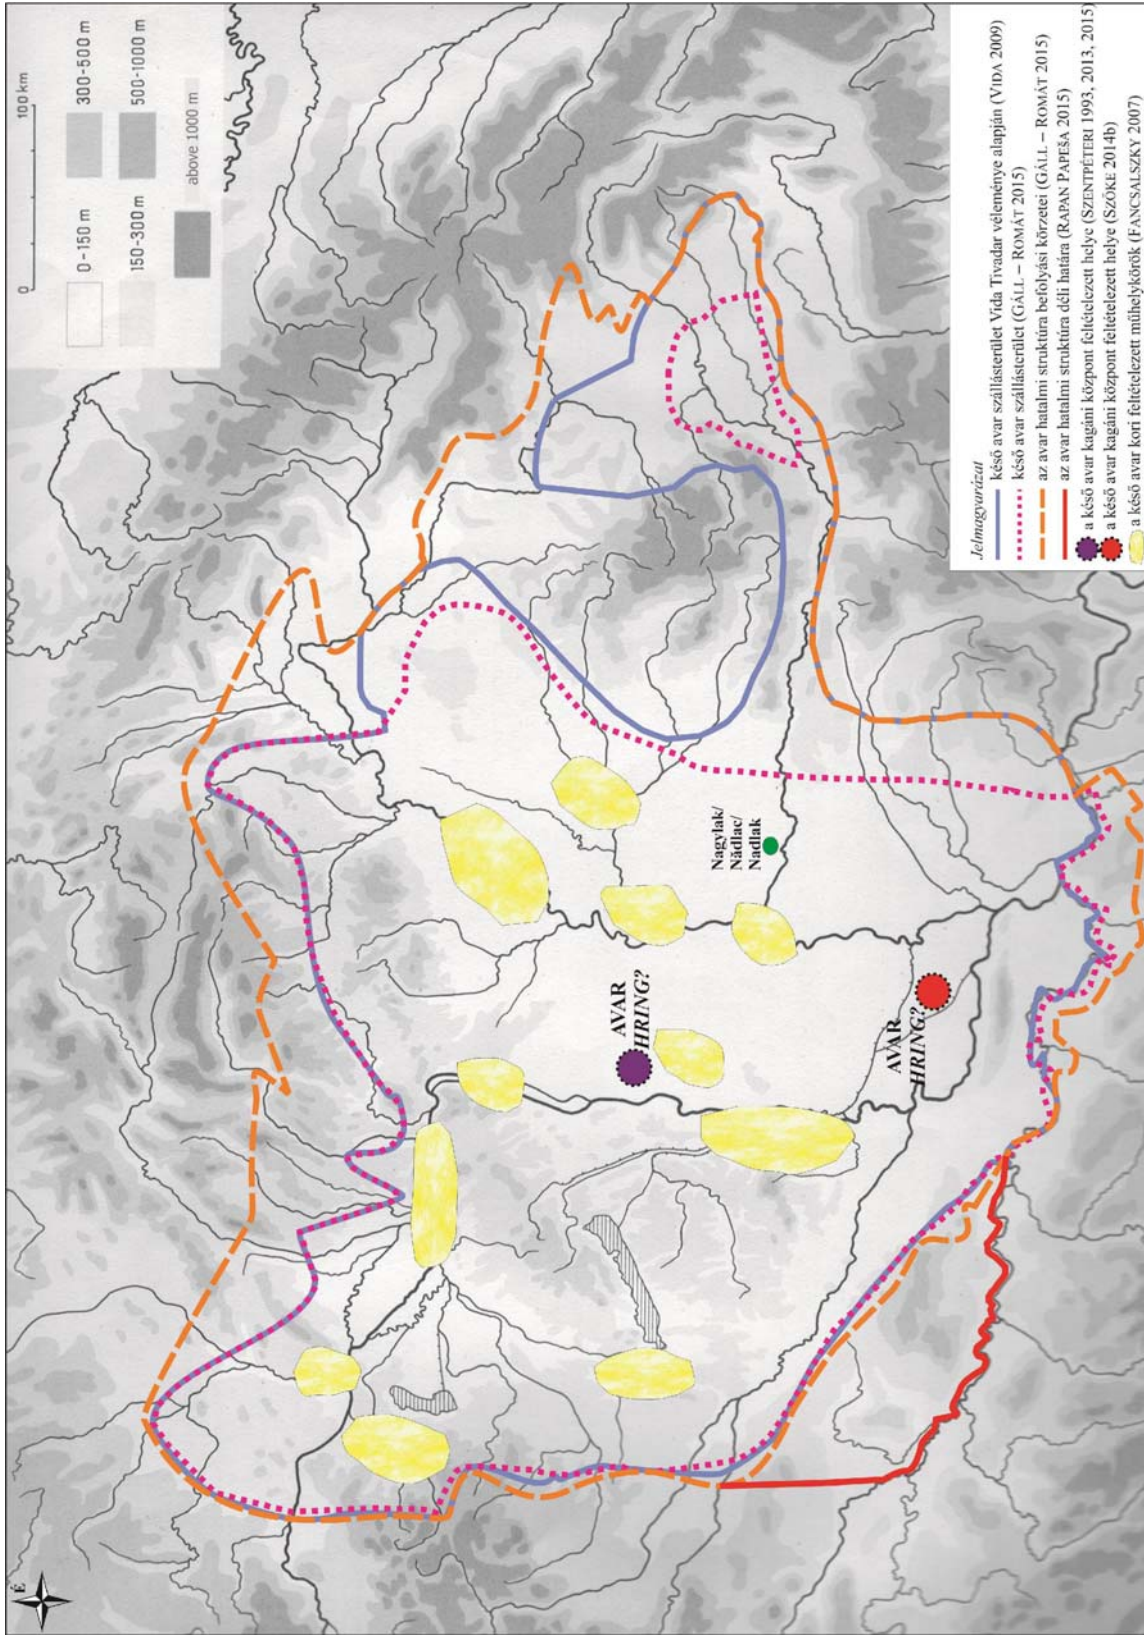 É
0 100 km
0-150 m 300-500 m
150-300 m 500-1000 m
above 1000 m
Nagylak/
Nădlac/
Nadlak
AVAR
HRING?
AVAR
HRING?
Jelmagyarázat
késő avar szállásterület Vida Tivadar véleménye alapján (VIDA 2009)
késő avar szállásterület (GÁLL – ROMÁT 2015)
az avar hatalmi struktúra befolyási körzetei (GÁLL – ROMÁT 2015)
az avar hatalmi struktúra déli határa (RAPAN PAPEŠA 2015)
a késő avar kagáni központ feltételezett helye (SZENTPÉTERI 1993, 2013, 2015)
a késő avar kagáni központ feltételezett helye (SZŐKE 2014b)
a késő avar kori feltételezett műhelykörök (FANCSALSZKY 2007)